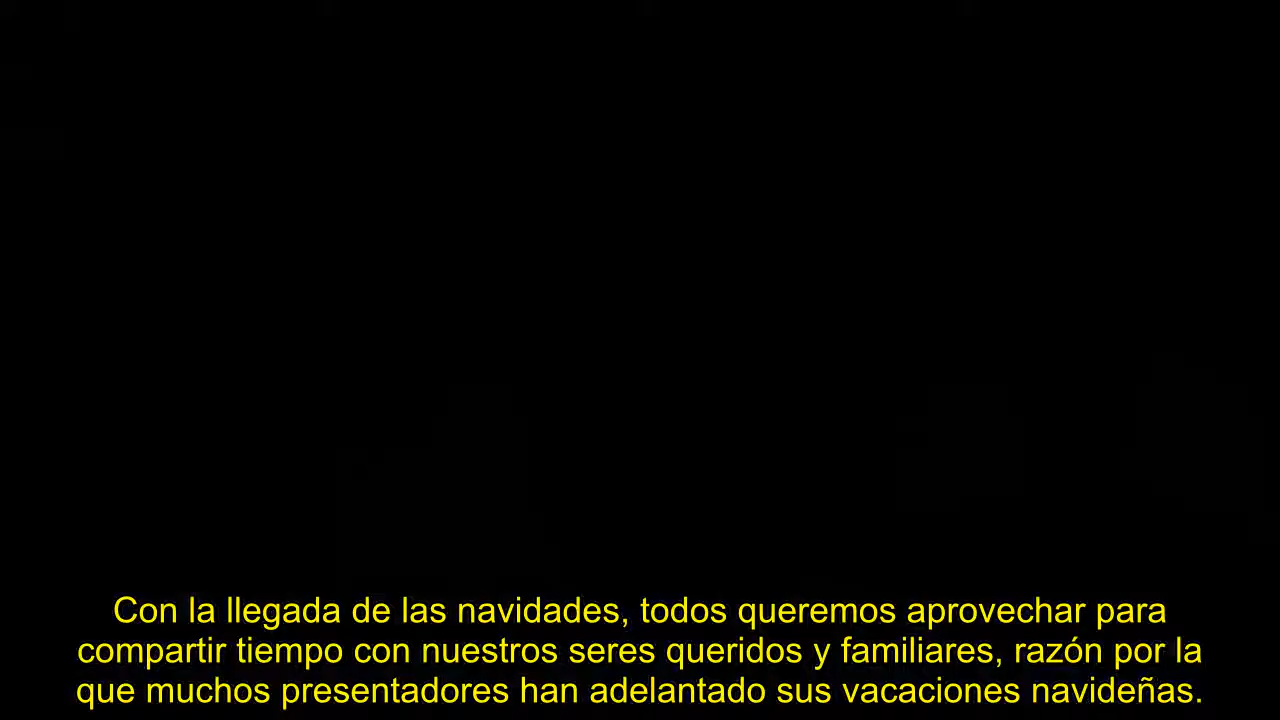 Con la llegada de las navidades, todos queremos aprovechar para
compartir tiempo con nuestros seres queridos y familiares, razón por la
que muchos presentadores han adelantado sus vacaciones navideñas.